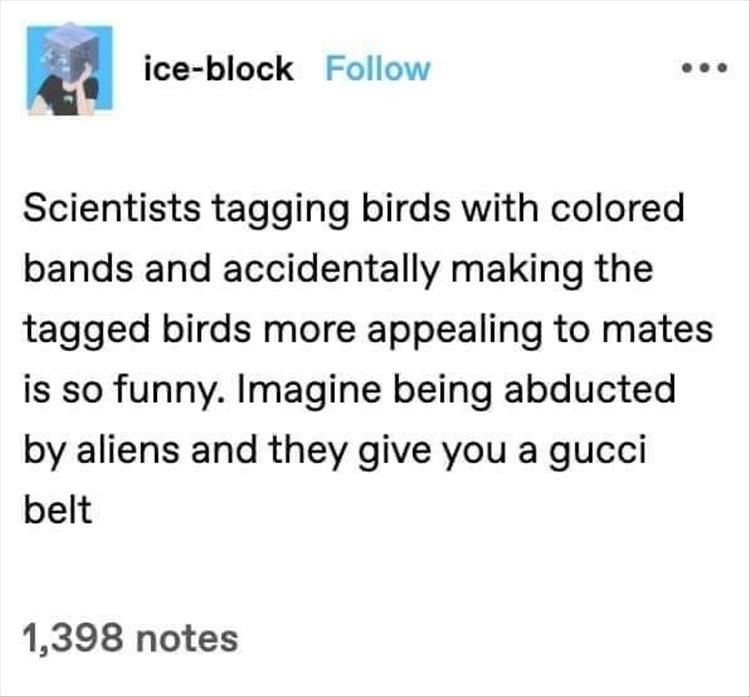 ice-block Follow
Scientists tagging birds with colored
bands and accidentally making the
tagged birds more appealing to mates
is so funny. Imagine being abducted
by aliens and they give you a gucci
belt
1,398 notes